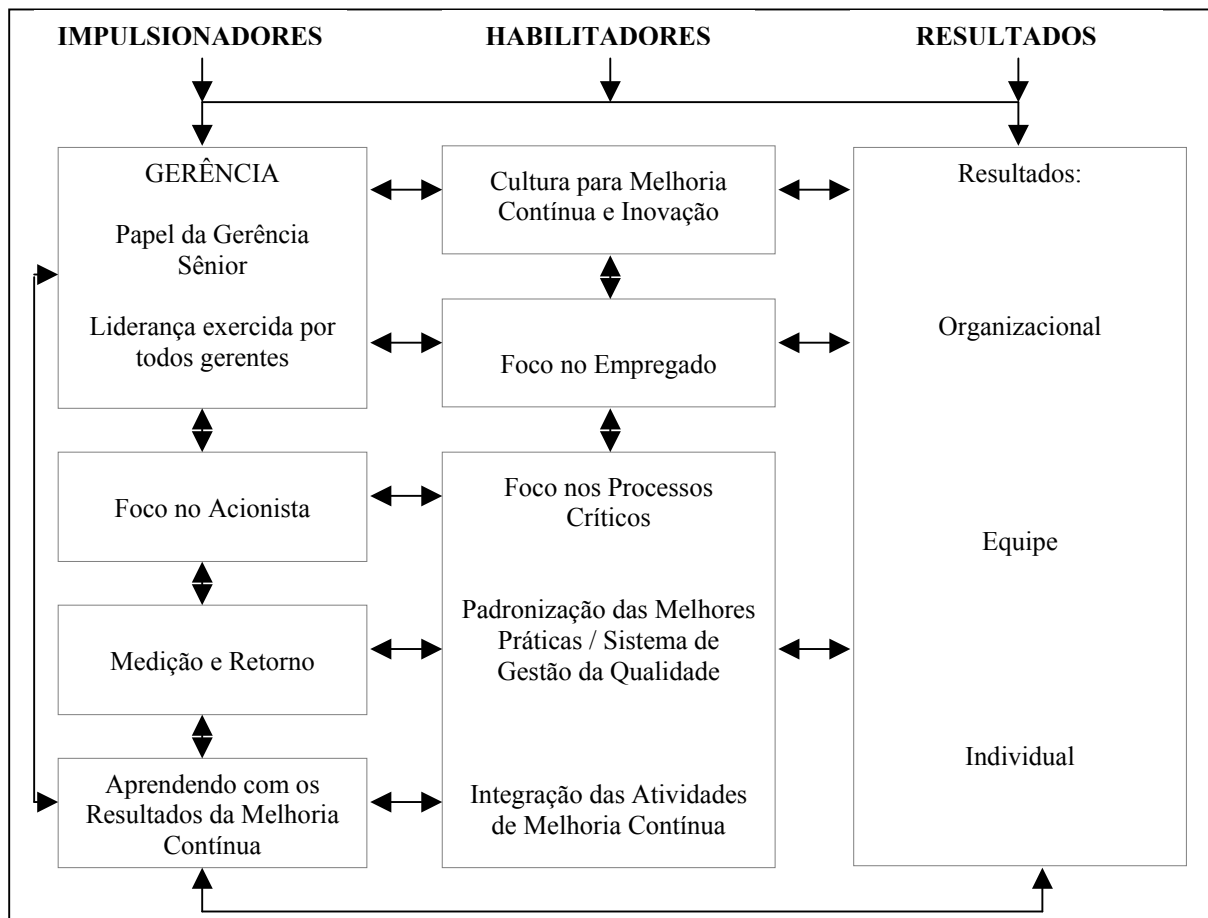 IMPULSIONADORES
HABILITADORES
RESULTADOS
GERÊNCIA
Papel da Gerência
Sênior
Liderança exercida por
todos gerentes
Foco no Acionista
Medição e Retorno
Aprendendo com os
Resultados da Melhoria
Contínua
Cultura para Melhoria
Contínua e Inovação
Foco no Empregado
Foco nos Processos
Críticos
Padronização das Melhores
Práticas / Sistema de
Gestão da Qualidade
Integração das Atividades
de Melhoria Contínua
Resultados:
Organizacional
Equipe
Individual